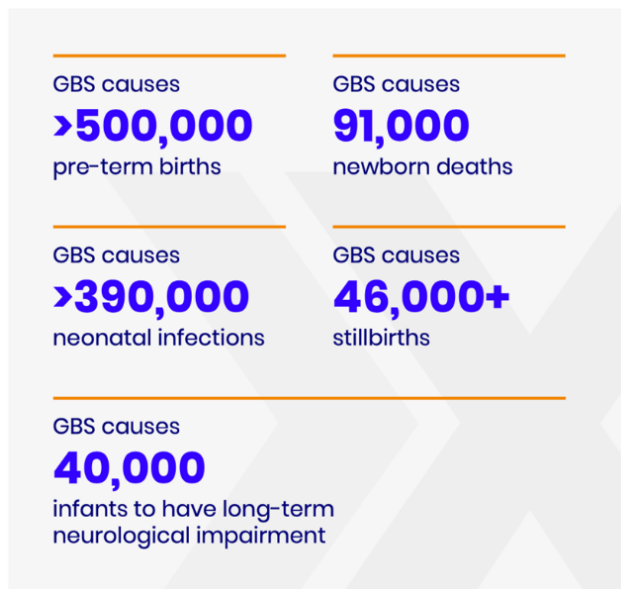 GBS causes
>500,000
pre-term births
GBS causes
91,000
newborn deaths
GBS causes
>390,000
neonatal infections
GBS causes
46,000+
stillbirths
GBS causes
40,000
infants to have long-term
neurological impairment